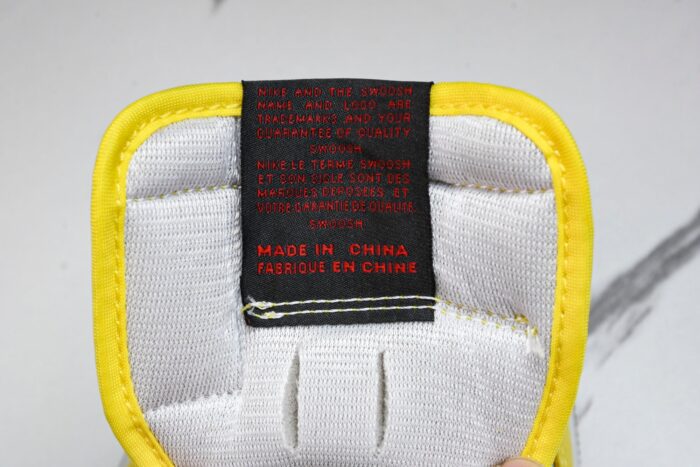 NIKE AND THE SWOOSH
NAME AND LOGO ARE
TRADEMARKS AND YOUR
GUARANTEE OF QUALITY
SWOOSH
NIKE LE TERME SWOOSH
ET SON SIGLE SONT DES
MARQUES DEPOSEES ET
VOTRE GARANTIE DE QUALITE
SWOOSH
MADE IN CHINA
FABRIQUE EN CHINE